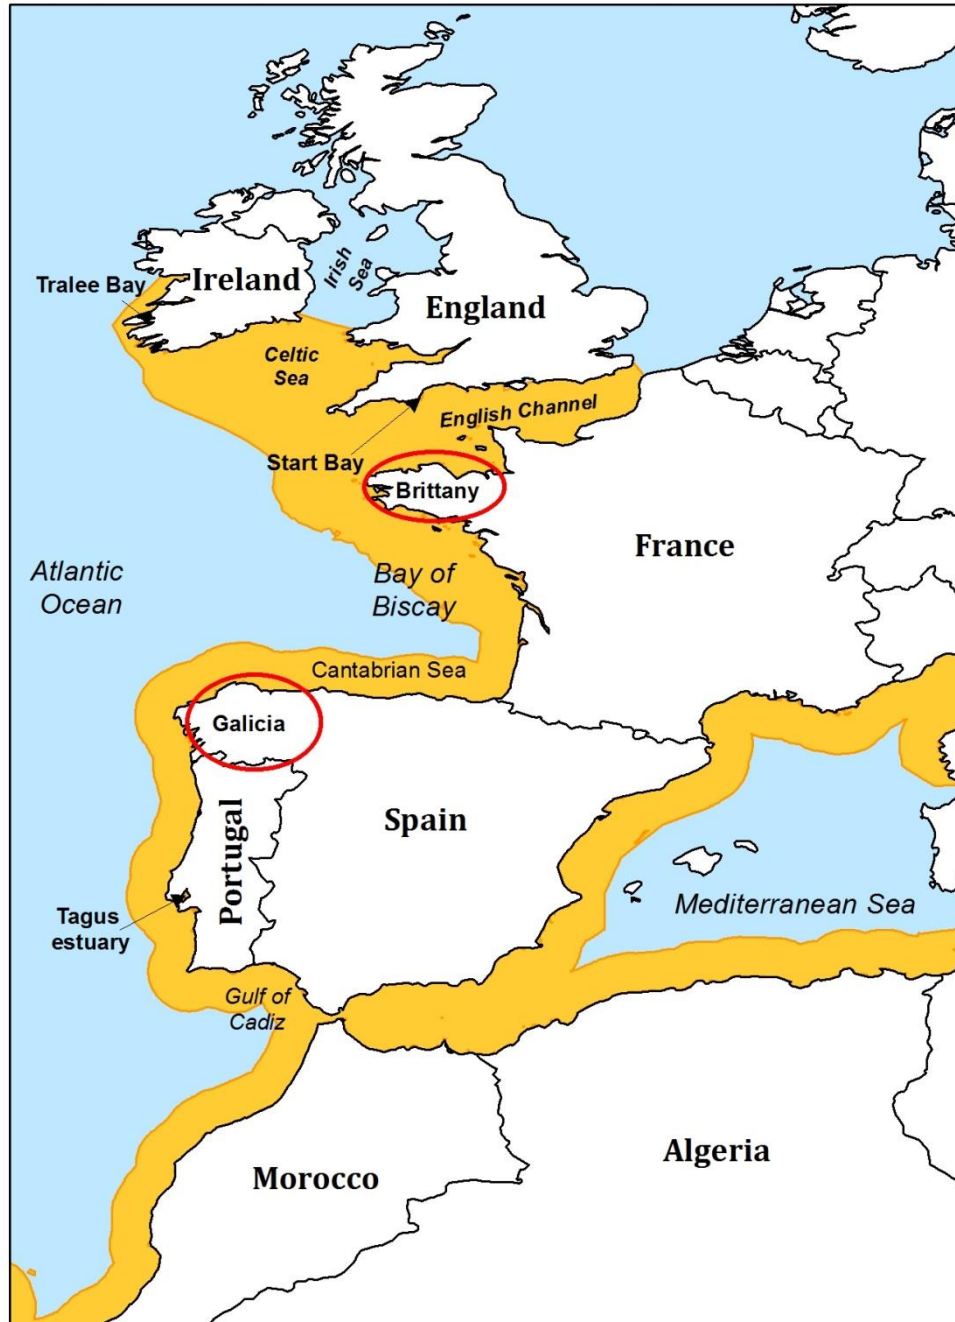 Tralee Bay
Ireland
Irish
Sea
England
Celtic
Sea
English Channel
Start Bay
Brittany
France
Atlantic
Ocean
Bay of
Biscay
Cantabrian Sea
Galicia
Spain
Portugal
Mediterranean Sea
Tagus
estuary
Gulf of
Cadiz
Morocco
Algeria